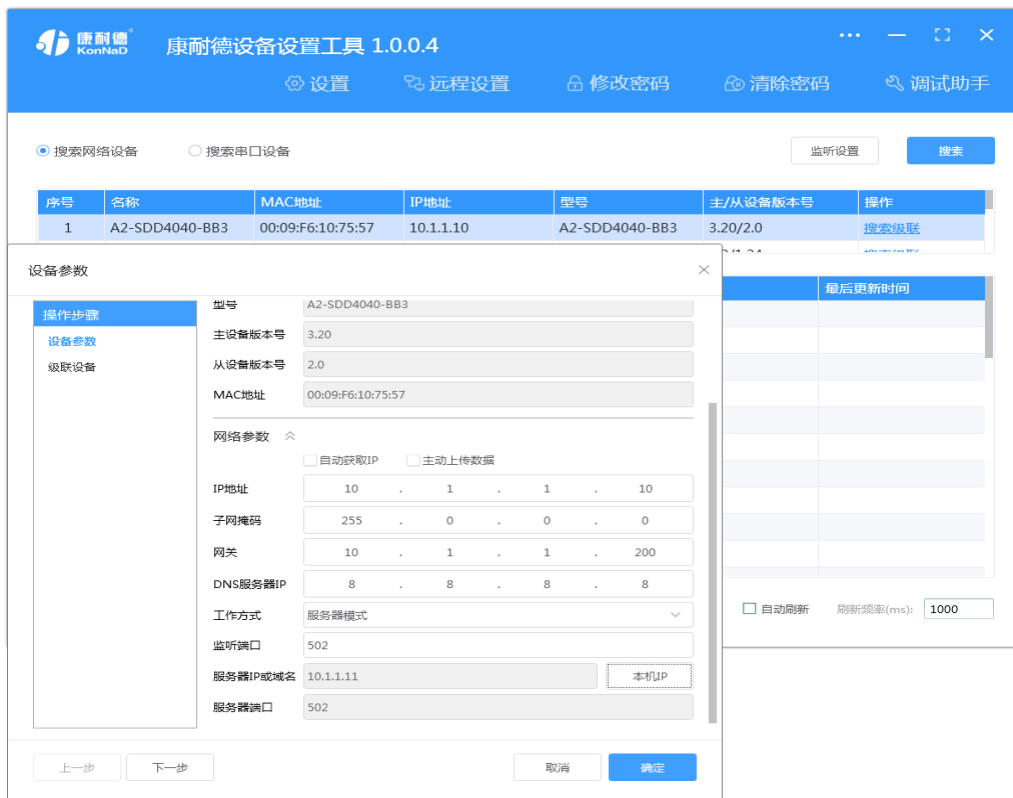 康耐德® KonNaD 康耐德设备设置工具 1.0.0.4
设置 远程设置 修改密码 清除密码 调试助手
搜索网络设备 搜索串口设备 监听设置 搜索
序号 名称 MAC地址 IP地址 型号 主/从设备版本号 操作
1 A2-SDD4040-BB3 00:09:F6:10:75:57 10.1.1.10 A2-SDD4040-BB3 3.20/2.0 搜索级联
设备参数
最后更新时间
操作步骤
设备参数
级联设备
型号 A2-SDD4040-BB3
主设备版本号 3.20
从设备版本号 2.0
MAC地址 00:09:F6:10:75:57
网络参数
自动获取IP 主动上传数据
IP地址 10 . 1 . 1 . 10
子网掩码 255 . 0 . 0 . 0
网关 10 . 1 . 1 . 200
DNS服务器IP 8 . 8 . 8 . 8
工作方式 服务器模式
监听端口 502
服务器IP或域名 10.1.1.11 本机IP
服务器端口 502
自动刷新 刷新频率(ms): 1000
上一步 下一步 取消 确定